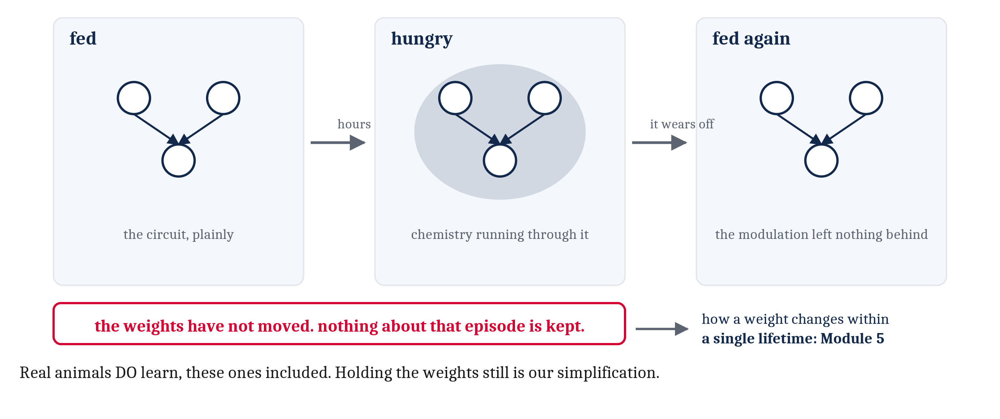 fed
hungry
fed again
hours
it wears off
the circuit, plainly
chemistry running through it
the modulation left nothing behind
the weights have not moved. nothing about that episode is kept.
how a weight changes within
a single lifetime: Module 5
Real animals DO learn, these ones included. Holding the weights still is our simplification.